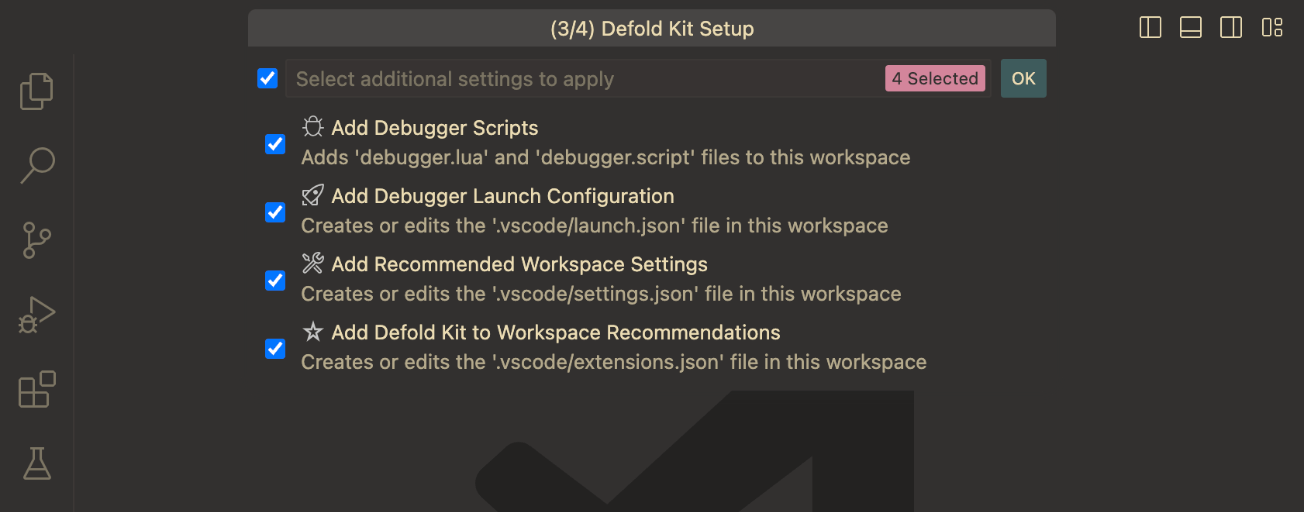 (3/4) Defold Kit Setup
Select additional settings to apply
4 Selected
OK
Add Debugger Scripts
Adds 'debugger.lua' and 'debugger.script' files to this workspace
Add Debugger Launch Configuration
Creates or edits the '.vscode/launch.json' file in this workspace
Add Recommended Workspace Settings
Creates or edits the '.vscode/settings.json' file in this workspace
Add Defold Kit to Workspace Recommendations
Creates or edits the '.vscode/extensions.json' file in this workspace